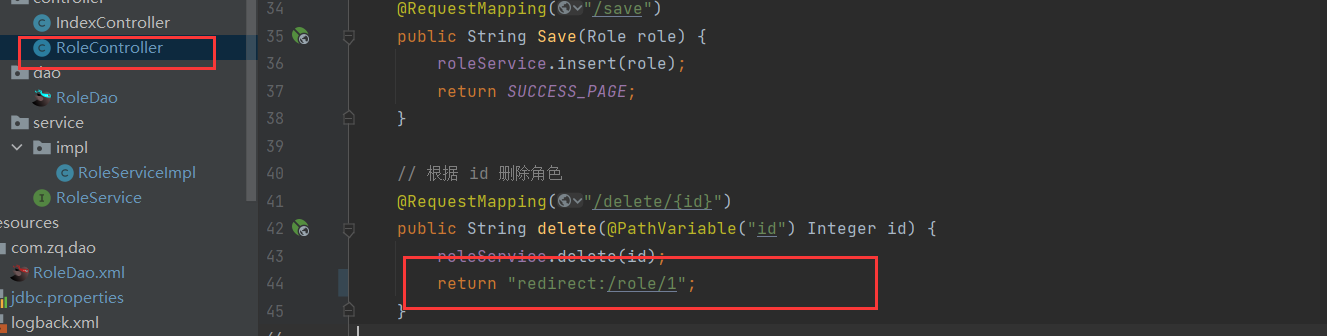 controller
IndexController
RoleController
dao
RoleDao
service
impl
RoleServiceImpl
RoleService
esources
com.zq.dao
RoleDao.xml
jdbc.properties
logback.xml
34 @RequestMapping("/save")
35 public String Save(Role role) {
36 roleService.insert(role);
37 return SUCCESS_PAGE;
38 }
39
40 // 根据 id 删除角色
41 @RequestMapping("/delete/{id}")
42 public String delete(@PathVariable("id") Integer id) {
43 roleService.delete(id);
44 return "redirect:/role/1";
45 }